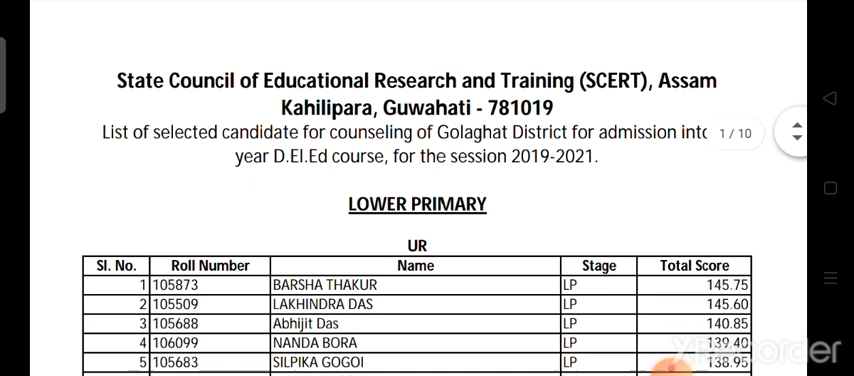 State Council of Educational Research and Training (SCERT), Assam
Kahilipara, Guwahati - 781019
List of selected candidate for counseling of Golaghat District for admission into
1 / 10
year D.El.Ed course, for the session 2019-2021.
LOWER PRIMARY
UR
Sl. No. Roll Number Name Stage Total Score
1 105873 BARSHA THAKUR LP 145.75
2 105509 LAKHINDRA DAS LP 145.60
3 105688 Abhijit Das LP 140.85
4 106099 NANDA BORA LP 139.40
5 105683 SILPIKA GOGOI LP 138.95